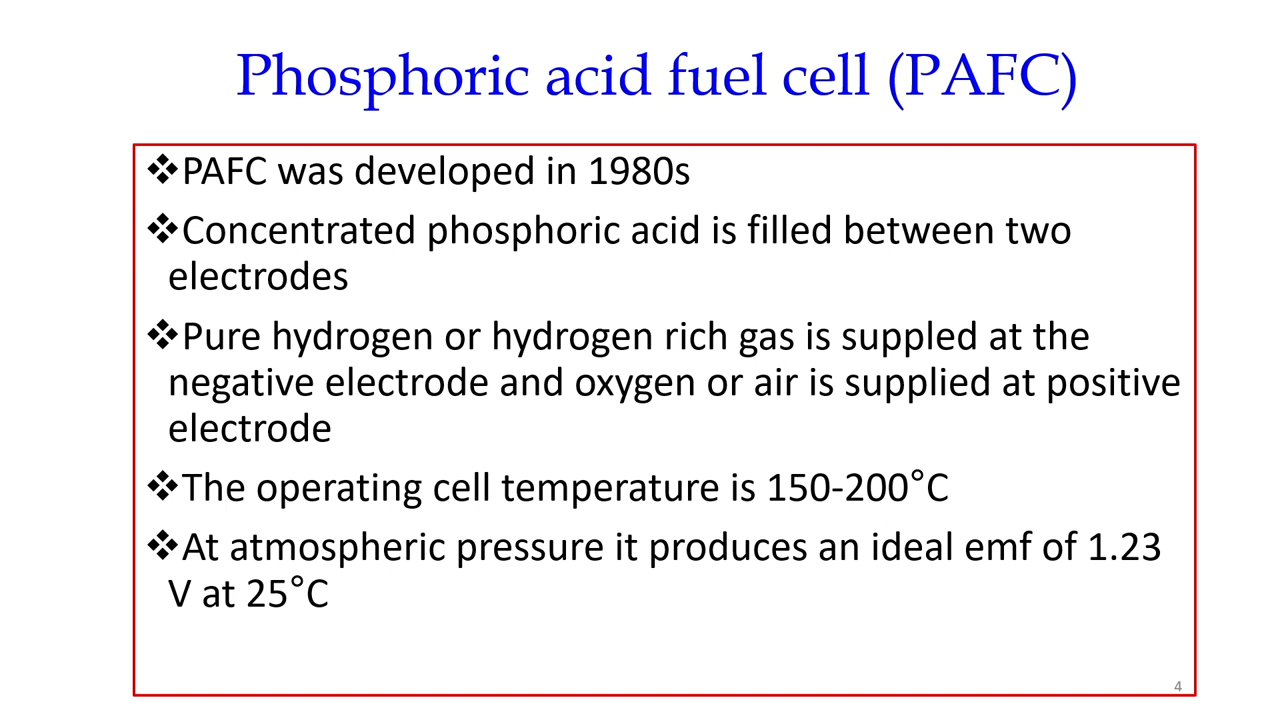 Phosphoric acid fuel cell (PAFC)
❖PAFC was developed in 1980s
❖Concentrated phosphoric acid is filled between two
electrodes
❖Pure hydrogen or hydrogen rich gas is suppled at the
negative electrode and oxygen or air is supplied at positive
electrode
❖The operating cell temperature is 150-200°C
❖At atmospheric pressure it produces an ideal emf of 1.23
V at 25°C
4